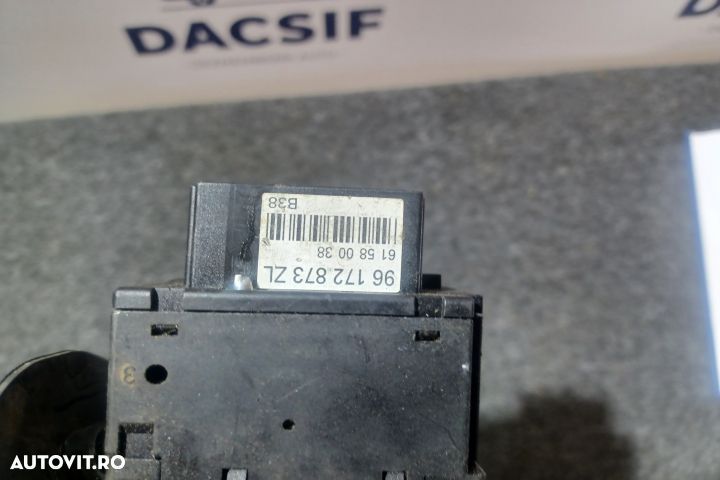 DACSIF
96 172 873 ZL
61 58 00 38
B38
3
AUTOVIT.RO